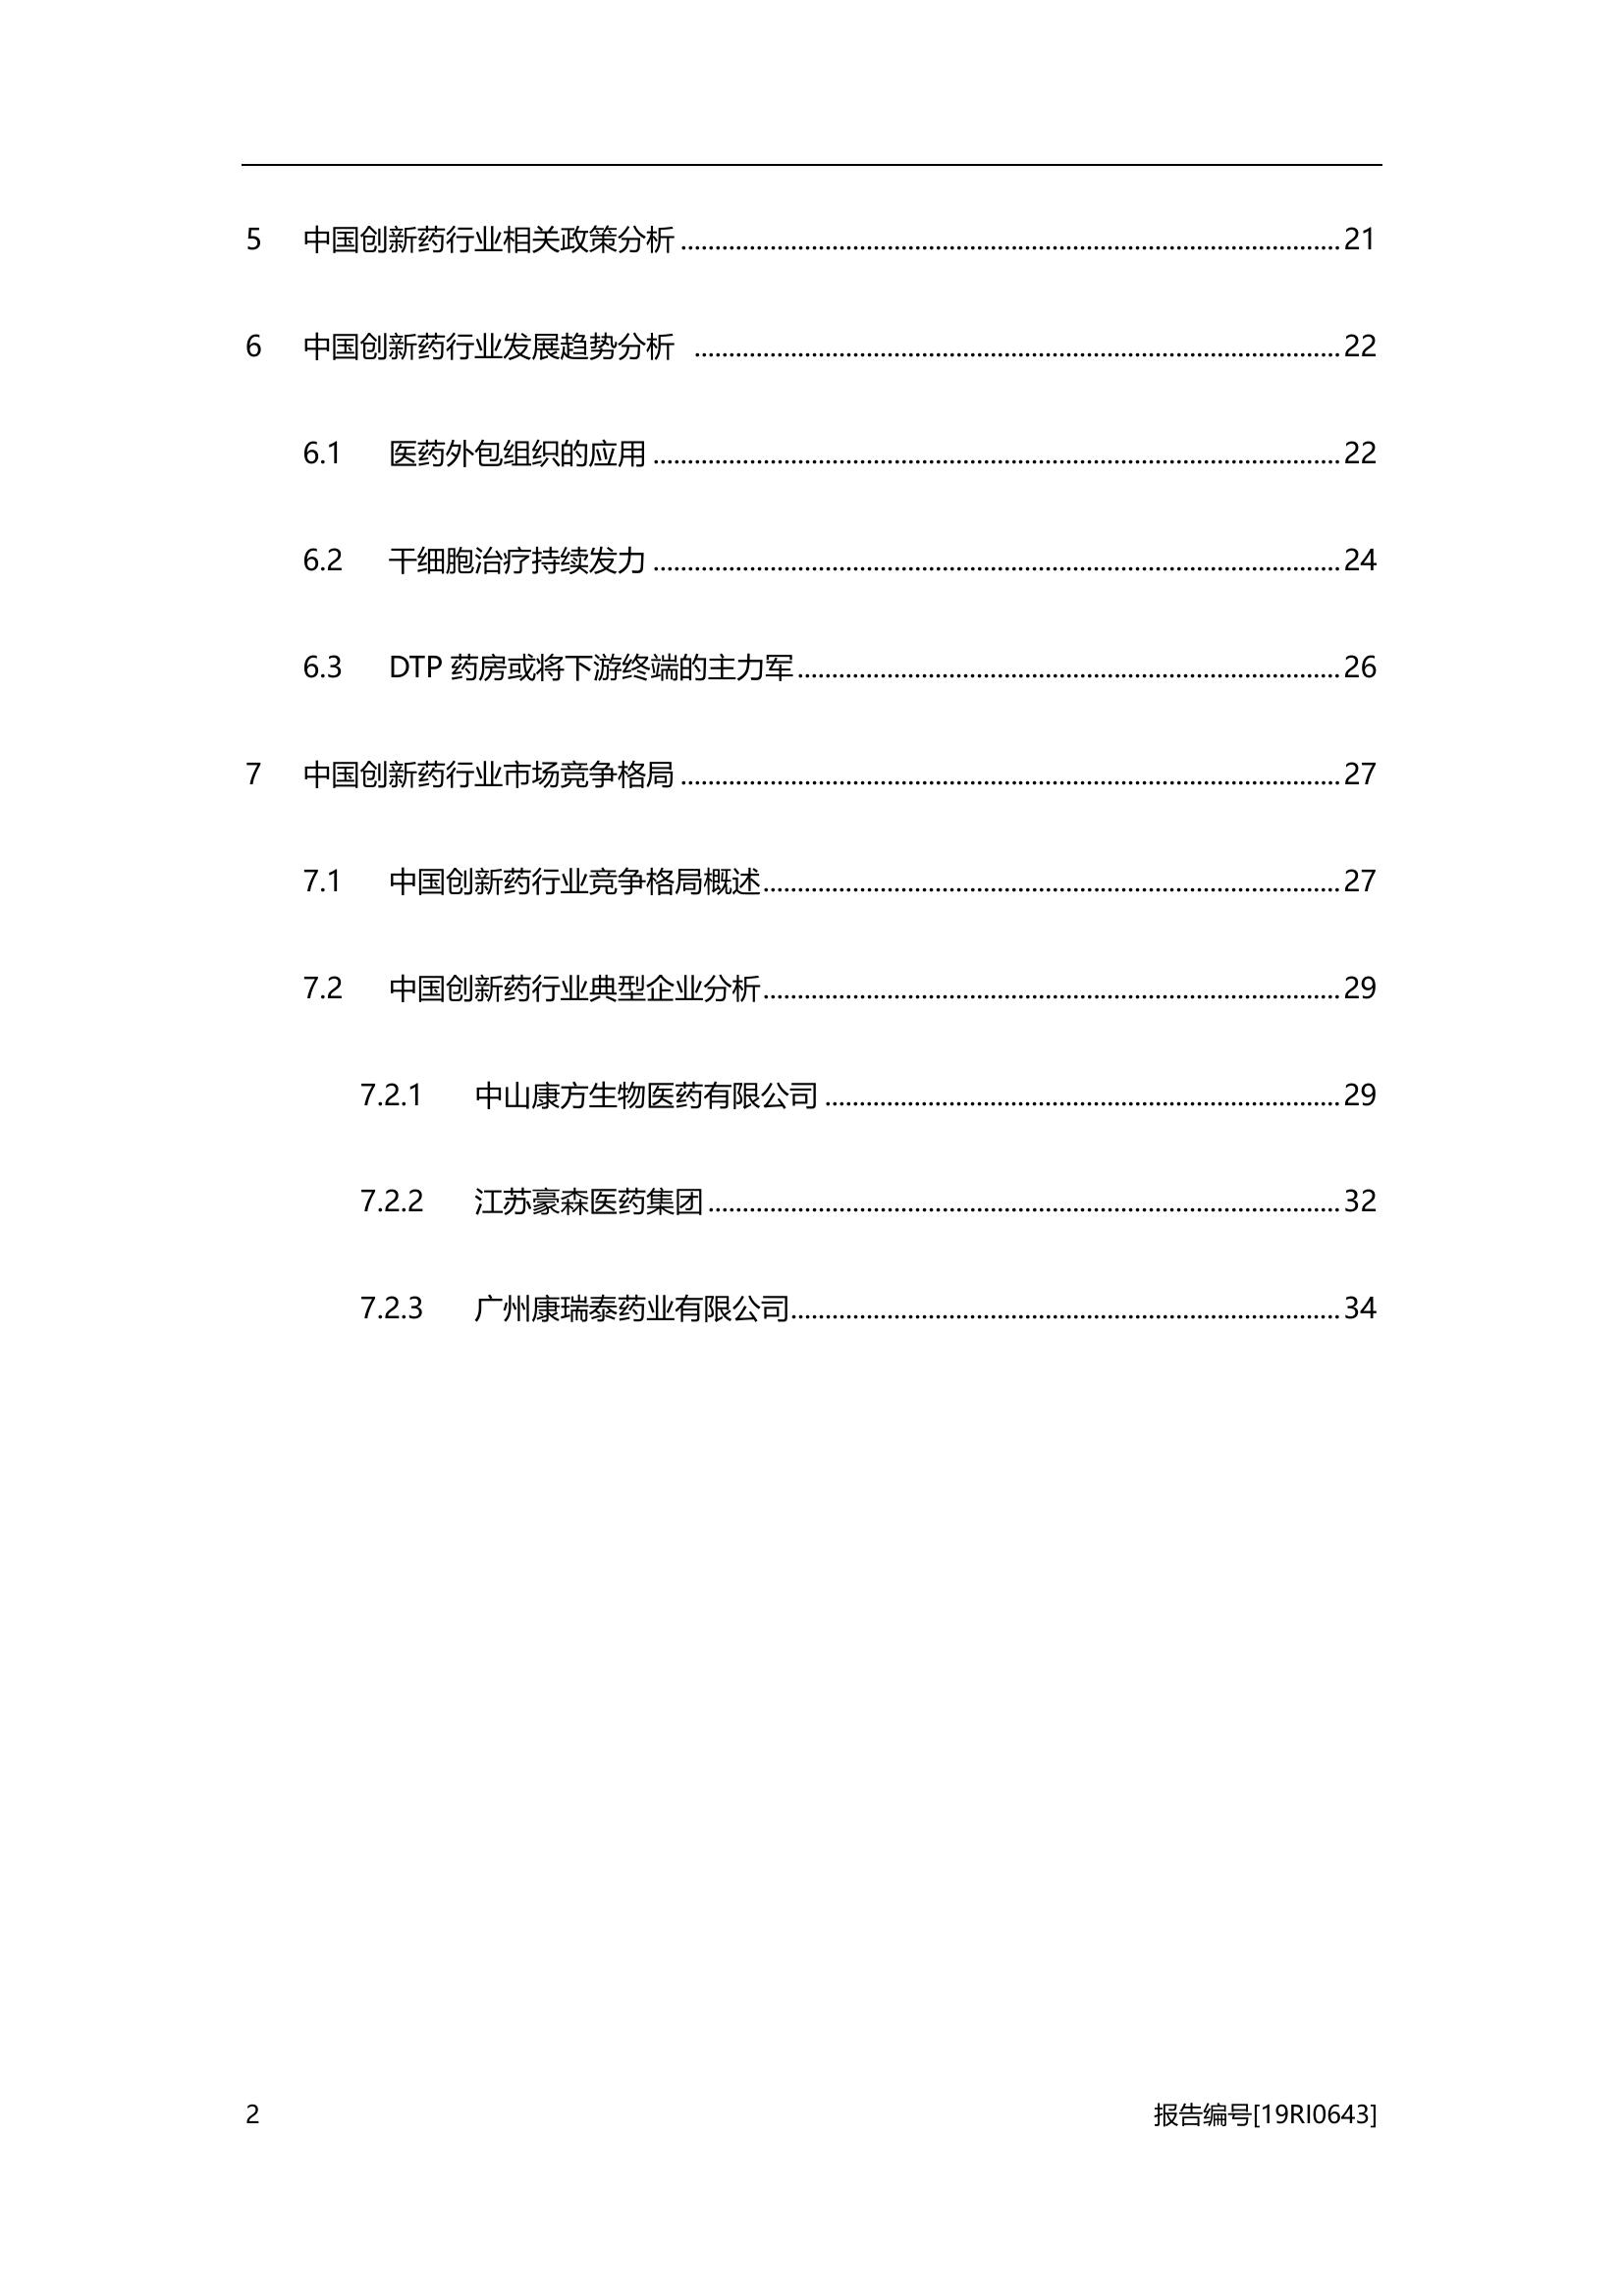 5 中国创新药行业相关政策分析 ........ 21
6 中国创新药行业发展趋势分析 ........ 22
6.1 医药外包组织的应用 ........ 22
6.2 干细胞治疗持续发力 ........ 24
6.3 DTP 药房或将下游终端的主力军 ........ 26
7 中国创新药行业市场竞争格局 ........ 27
7.1 中国创新药行业竞争格局概述 ........ 27
7.2 中国创新药行业典型企业分析 ........ 29
7.2.1 中山康方生物医药有限公司 ........ 29
7.2.2 江苏豪森医药集团 ........ 32
7.2.3 广州康瑞泰药业有限公司 ........ 34
2 报告编号[19RI0643]